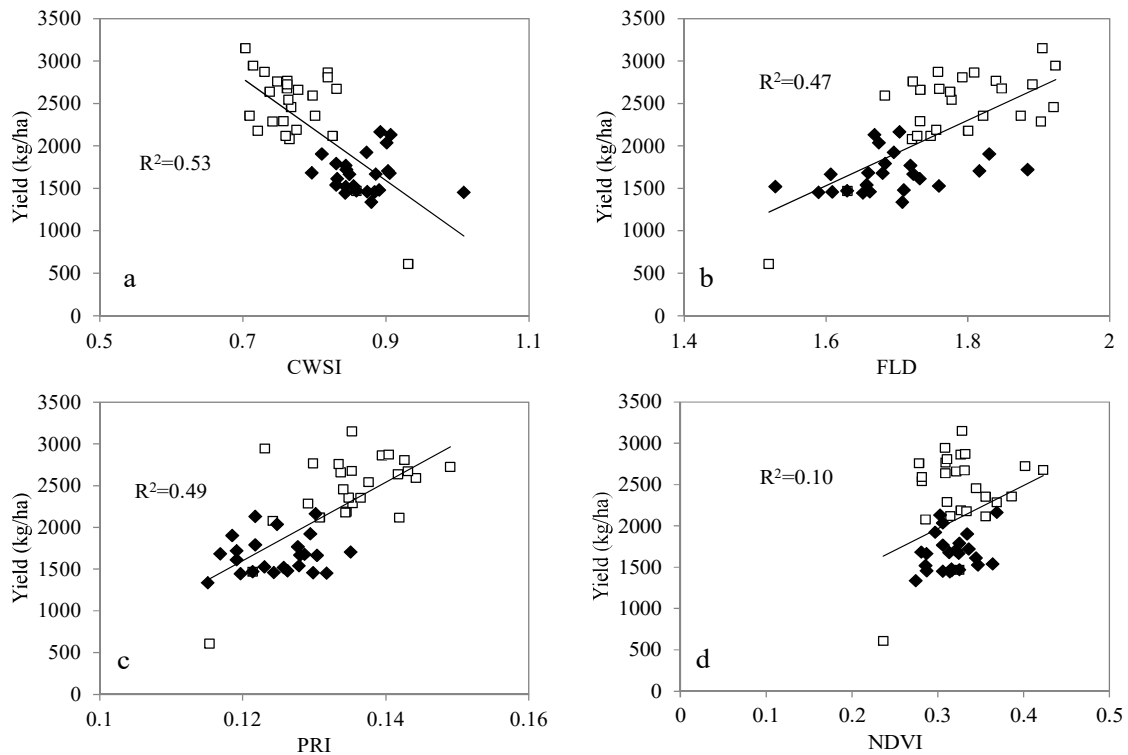 3500
3000
2500
2000
1500
1000
500
0
Yield (kg/ha)
R²=0.53
a
0.5 0.7 0.9 1.1
CWSI
3500
3000
2500
2000
1500
1000
500
0
Yield (kg/ha)
R²=0.47
b
1.4 1.6 1.8 2
FLD
3500
3000
2500
2000
1500
1000
500
0
Yield (kg/ha)
R²=0.49
c
0.1 0.12 0.14 0.16
PRI
3500
3000
2500
2000
1500
1000
500
0
Yield (kg/ha)
R²=0.10
d
0 0.1 0.2 0.3 0.4 0.5
NDVI